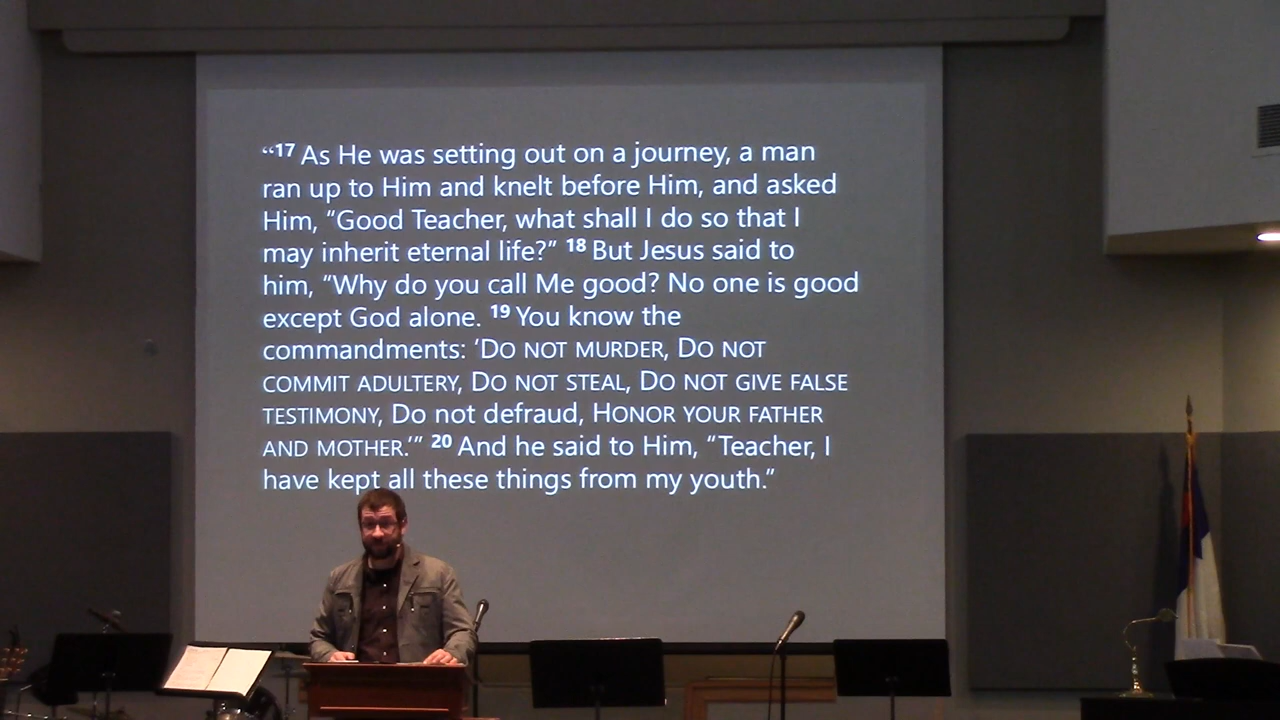 “17 As He was setting out on a journey, a man
ran up to Him and knelt before Him, and asked
Him, “Good Teacher, what shall I do so that I
may inherit eternal life?” 18 But Jesus said to
him, “Why do you call Me good? No one is good
except God alone. 19 You know the
commandments: ‘DO NOT MURDER, DO NOT
COMMIT ADULTERY, DO NOT STEAL, DO NOT GIVE FALSE
TESTIMONY, Do not defraud, HONOR YOUR FATHER
AND MOTHER.’” 20 And he said to Him, “Teacher, I
have kept all these things from my youth.”